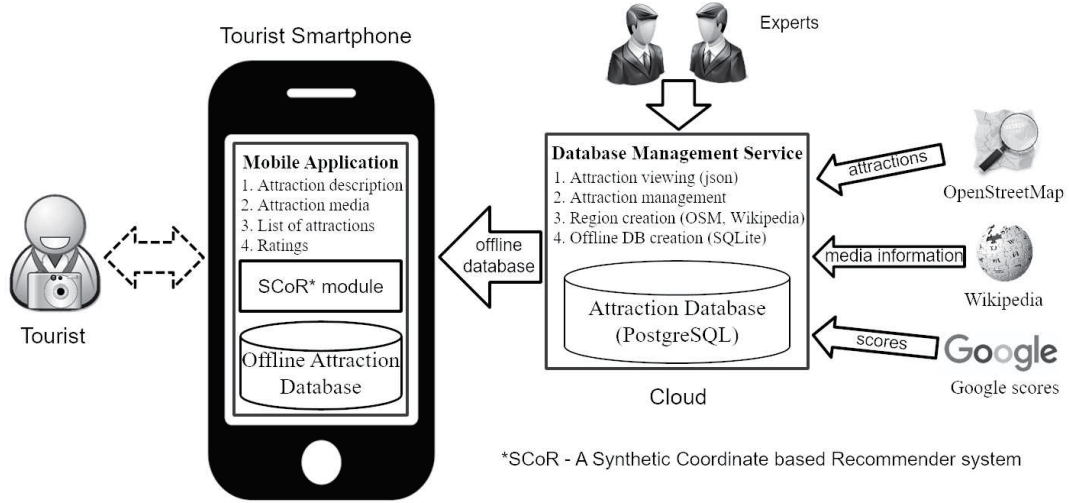 Experts
Tourist Smartphone
Mobile Application
1. Attraction description
2. Attraction media
3. List of attractions
4. Ratings
SCoR* module
Offline Attraction
Database
Tourist
offline
database
Database Management Service
1. Attraction viewing (json)
2. Attraction management
3. Region creation (OSM, Wikipedia)
4. Offline DB creation (SQLite)
Attraction Database
(PostgreSQL)
Cloud
attractions
OpenStreetMap
media information
Wikipedia
scores
Google
Google scores
*SCoR - A Synthetic Coordinate based Recommender system